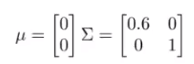 μ = [0 0] Σ = [0.6 0 0 1]